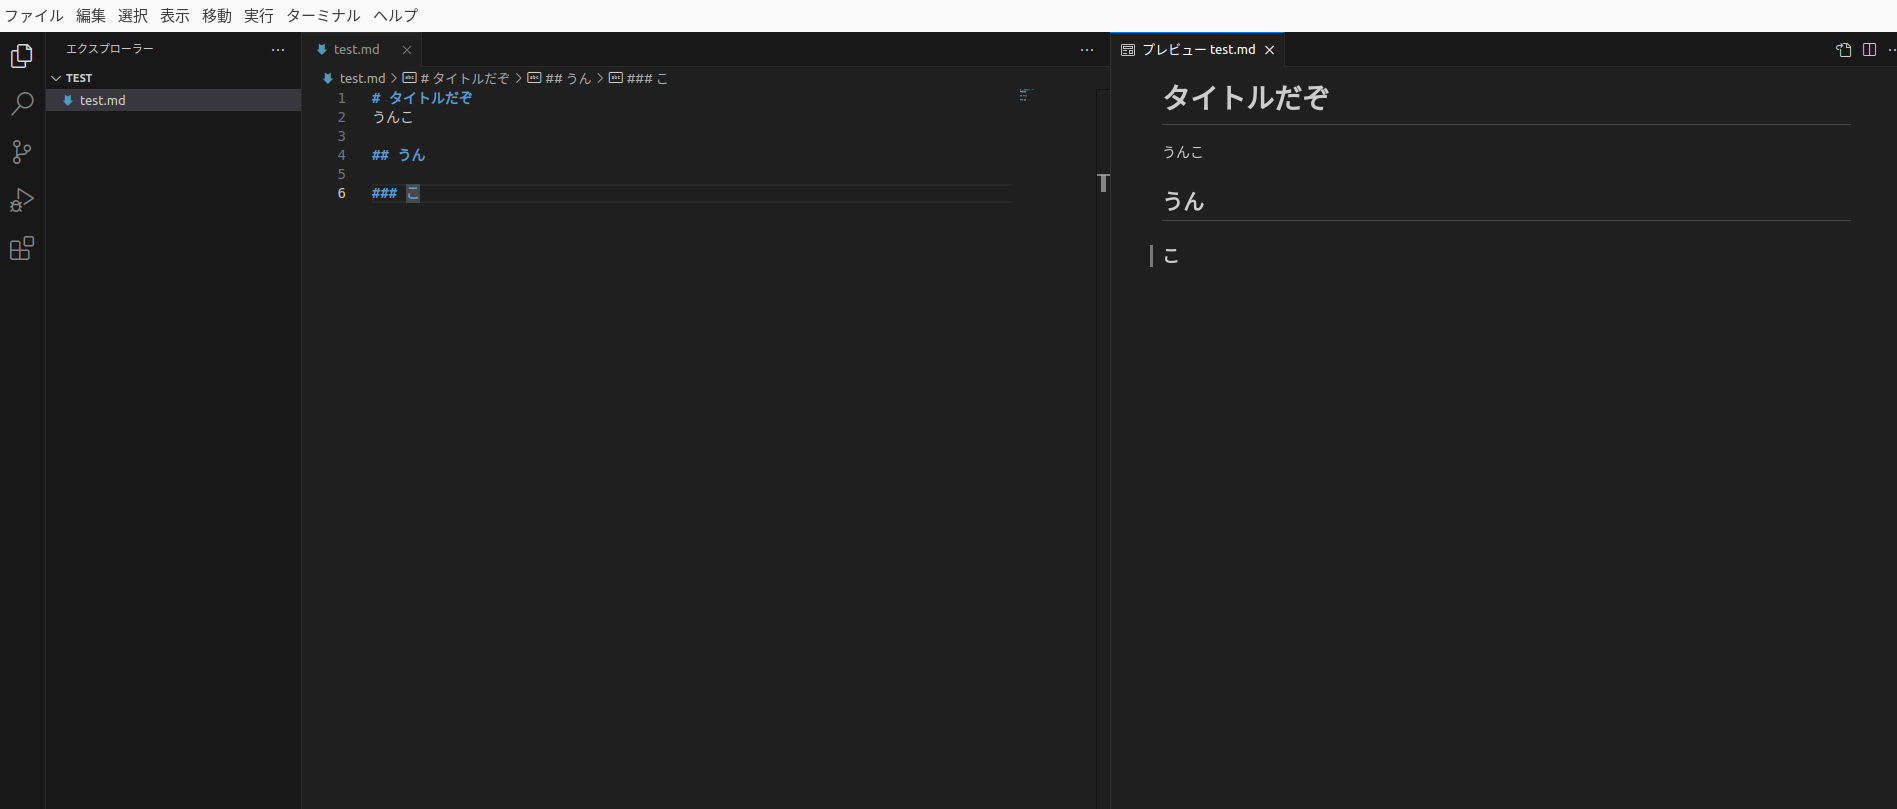 ファイル 編集 選択 表示 移動 実行 ターミナル ヘルプ
エクスプローラー
TEST
test.md
test.md
test.md > # タイトルだぞ > ## うん > ### こ
1 # タイトルだぞ
2 うんこ
3
4 ## うん
5
6 ### こ
プレビュー test.md
タイトルだぞ
うんこ
うん
こ